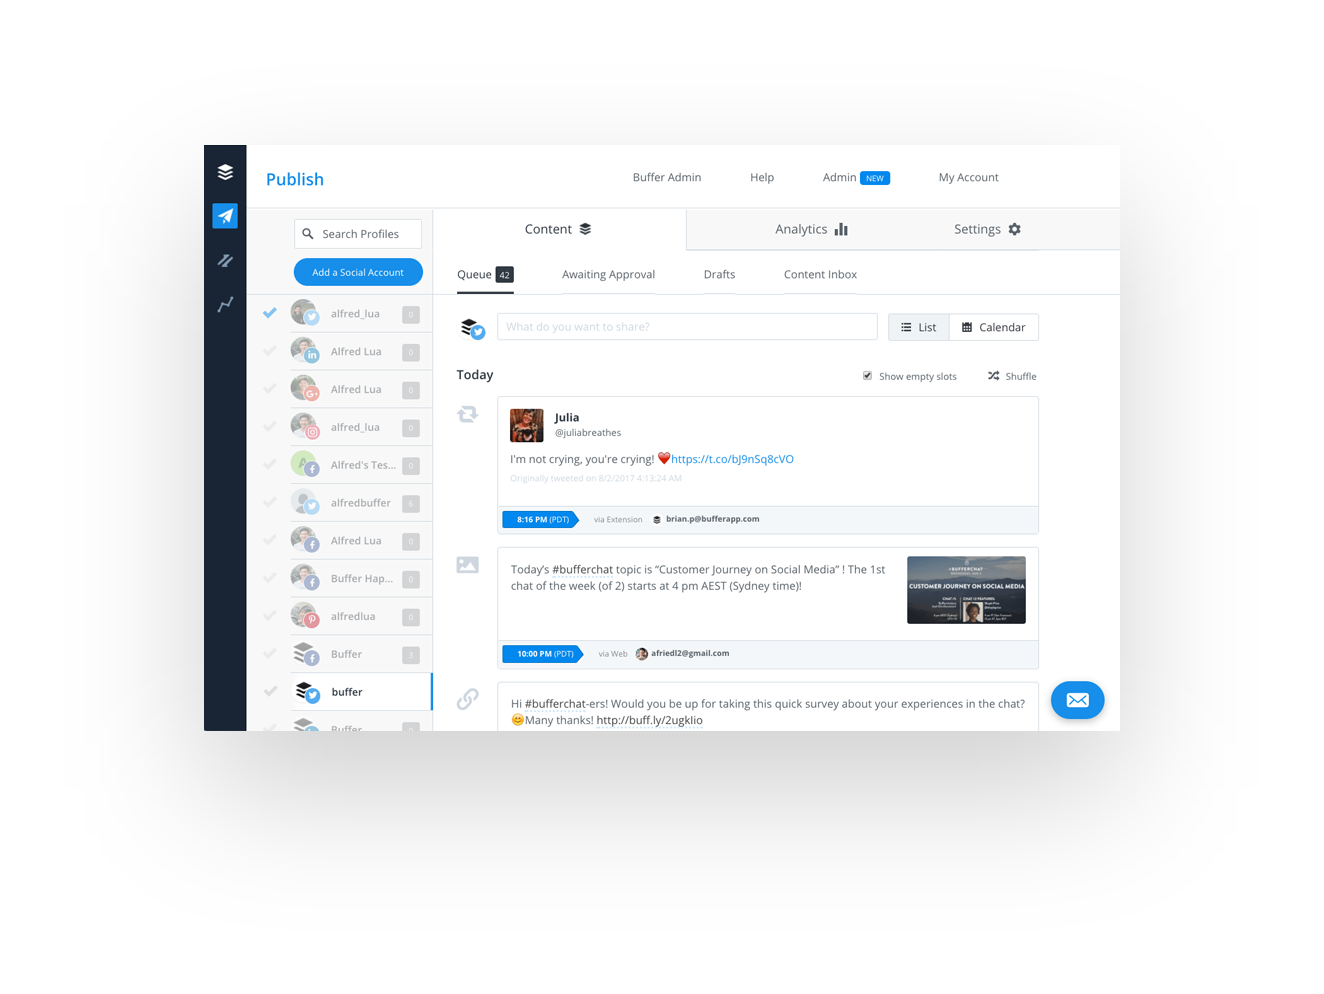 Publish
Buffer Admin
Help
Admin NEW
My Account
Search Profiles
Add a Social Account
Content
Analytics
Settings
Queue 42
Awaiting Approval
Drafts
Content Inbox
alfred_lua 0
Alfred Lua 0
Alfred Lua 0
alfred_lua 0
Alfred's Tes... 0
alfredbuffer 6
Alfred Lua 0
Buffer Hap... 0
alfredlua 0
Buffer 3
buffer
Buffer
What do you want to share?
List
Calendar
Today
Show empty slots
Shuffle
Julia
@juliabreathes
I'm not crying, you're crying! ❤️https://t.co/bJ9nSq8cVO
Originally tweeted on 8/2/2017 4:13:24 AM
8:16 PM (PDT)
via Extension
brian.p@bufferapp.com
Today's #bufferchat topic is “Customer Journey on Social Media” ! The 1st
chat of the week (of 2) starts at 4 pm AEST (Sydney time)!
#BUFFERCHAT
CUSTOMER JOURNEY ON SOCIAL MEDIA
10:00 PM (PDT)
via Web
afriedl2@gmail.com
Hi #bufferchat-ers! Would you be up for taking this quick survey about your experiences in the chat?
😊Many thanks! http://buff.ly/2ugklio